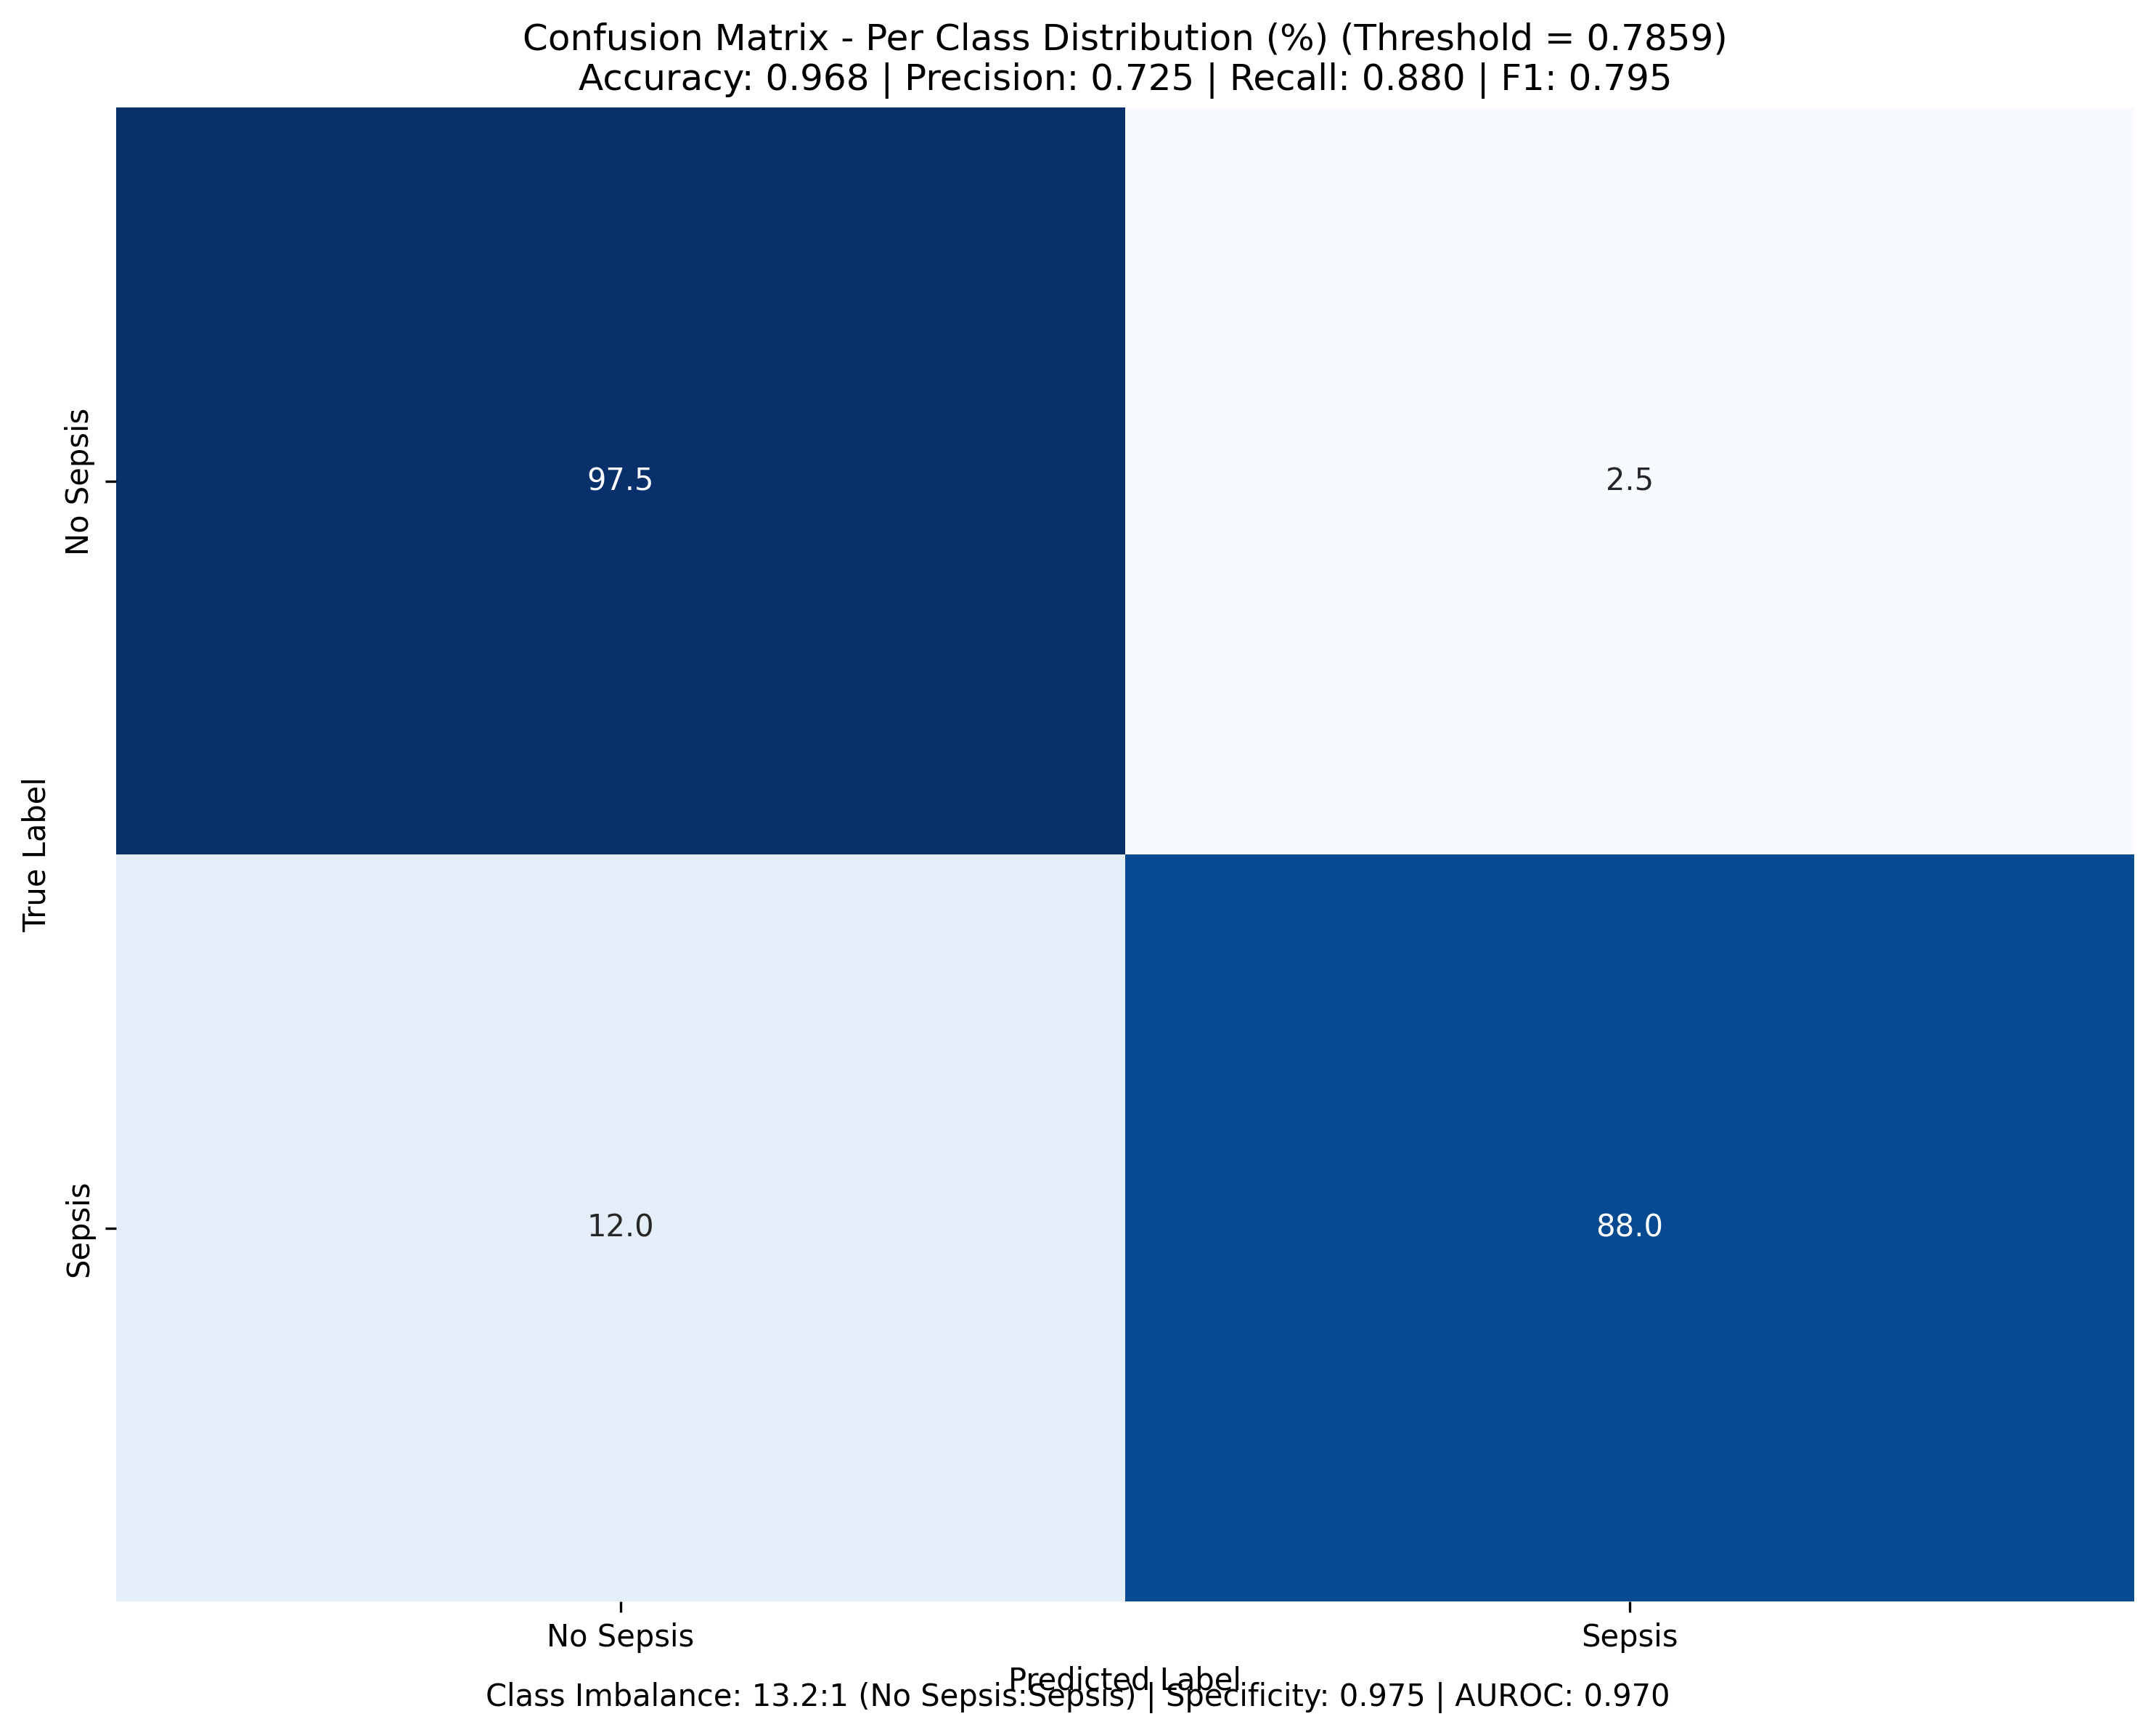 Confusion Matrix - Per Class Distribution (%) (Threshold = 0.7859)
Accuracy: 0.968 | Precision: 0.725 | Recall: 0.880 | F1: 0.795
True Label
No Sepsis
97.5
2.5
Sepsis
12.0
88.0
No Sepsis
Sepsis
Predicted Label
Class Imbalance: 13.2:1 (No Sepsis:Sepsis) | Specificity: 0.975 | AUROC: 0.970